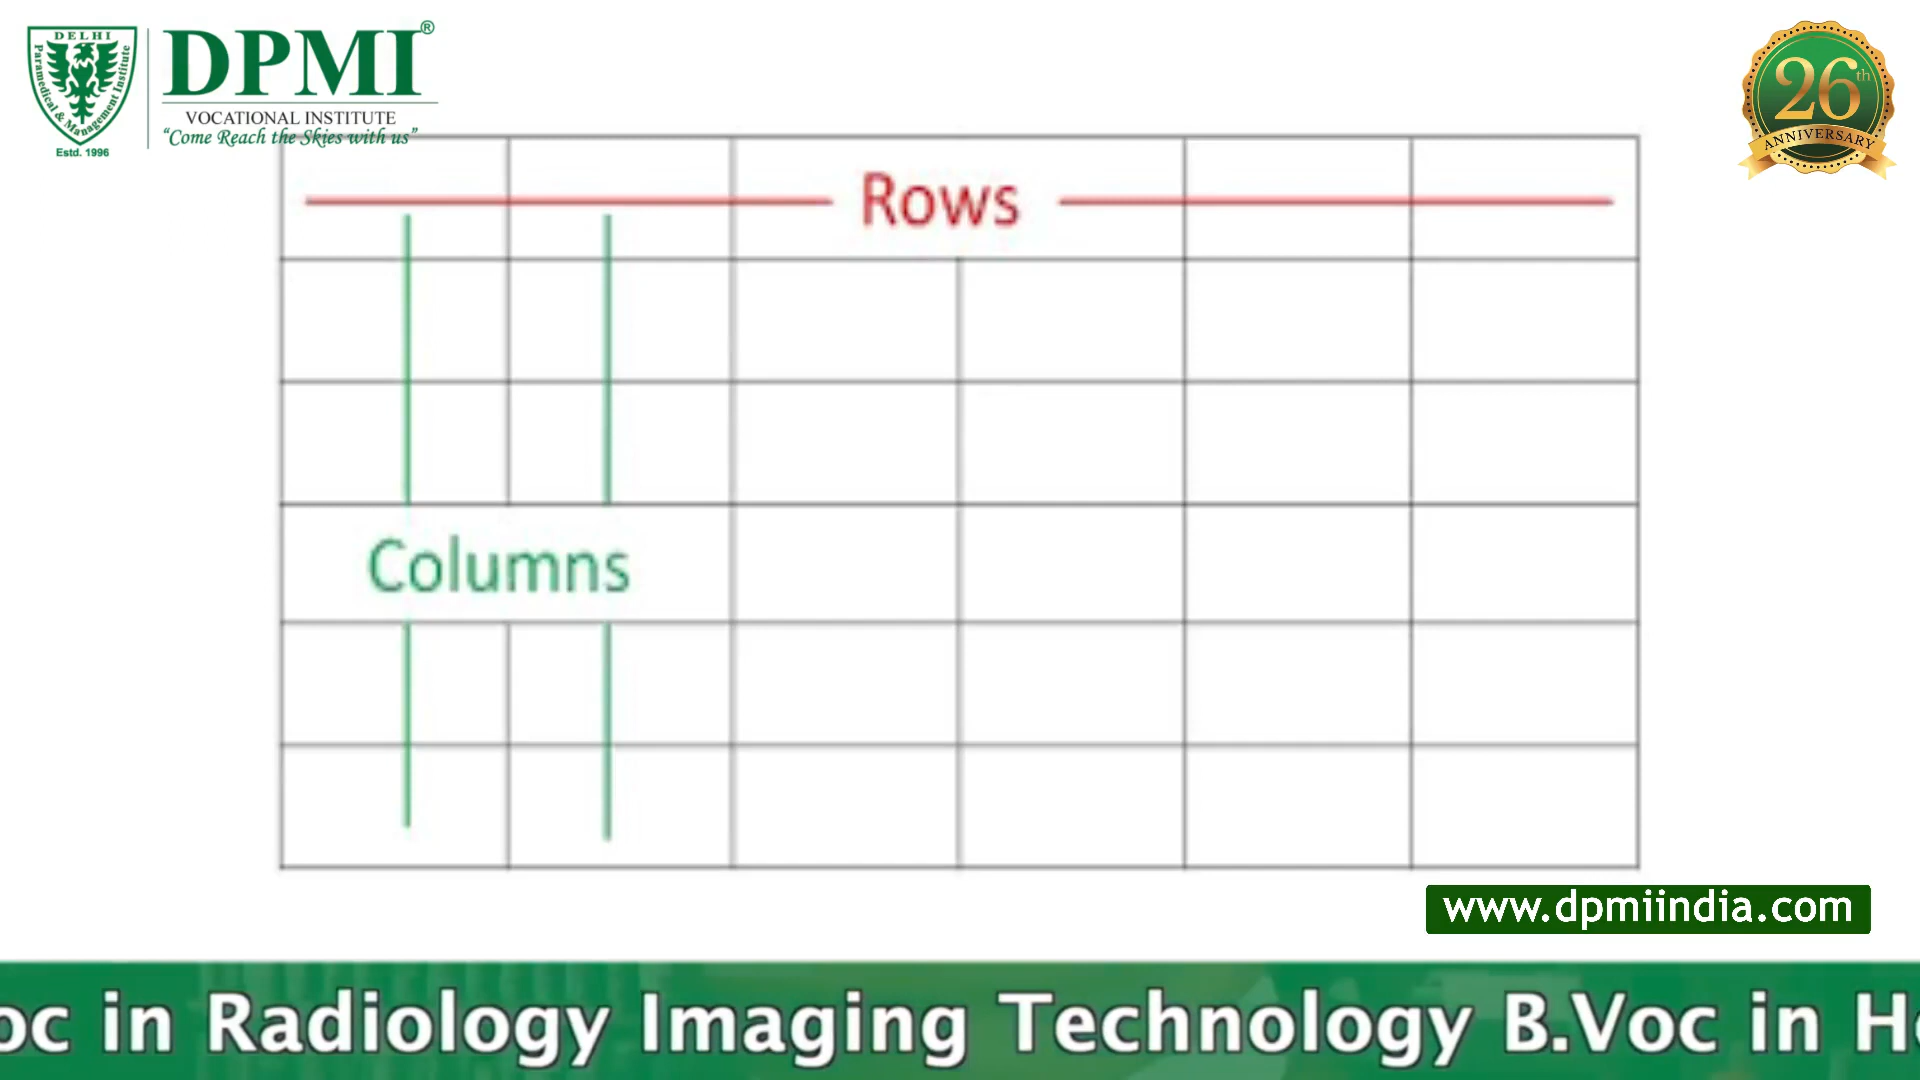 DELHI
Paramedical & Management Institute
Estd. 1996
DPMI®
VOCATIONAL INSTITUTE
“Come Reach the Skies with us”
26th
ANNIVERSARY
Rows
Columns
www.dpmiindia.com
oc in Radiology Imaging Technology B.Voc in H